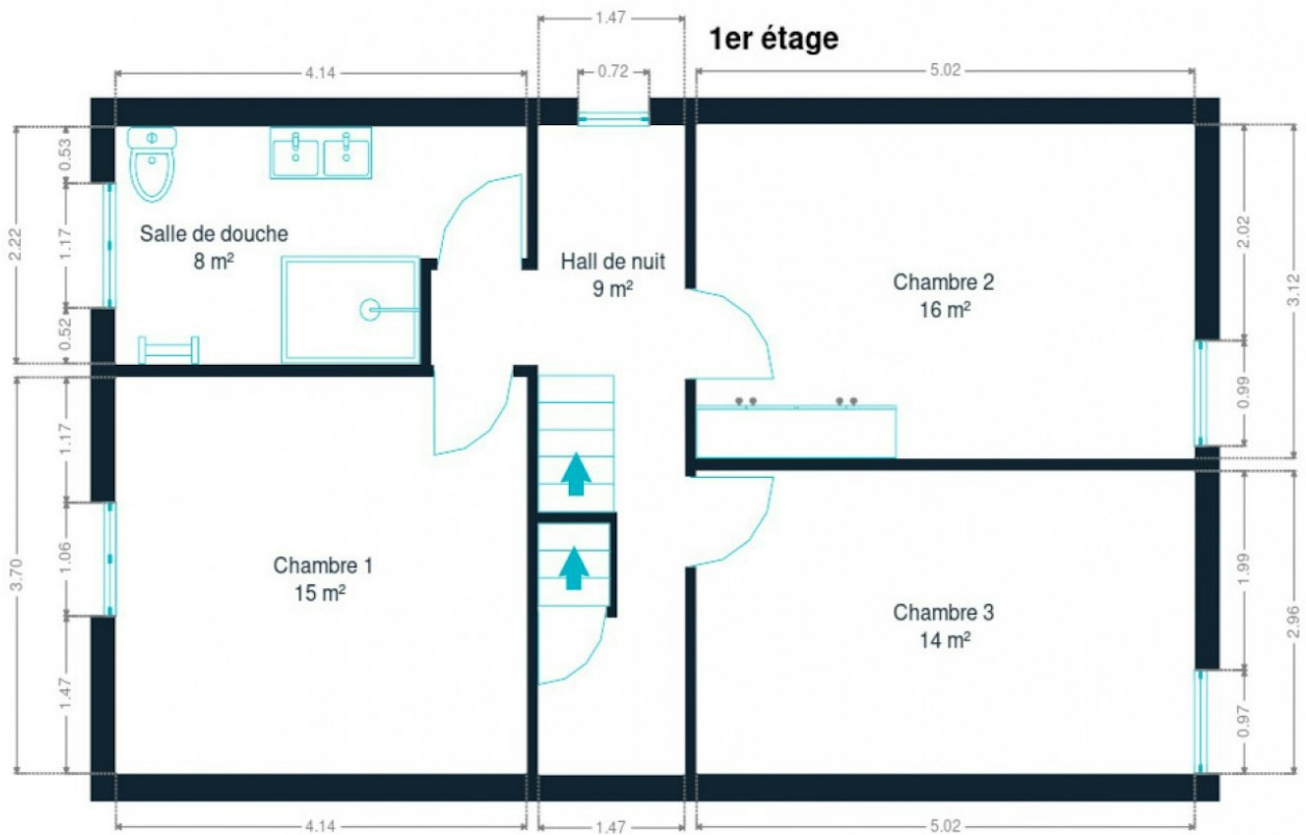 1.47
1er étage
4.14
0.72
5.02
0.53
2.22
1.17
0.52
Salle de douche
8 m²
Hall de nuit
9 m²
Chambre 2
16 m²
2.02
3.12
0.99
1.17
3.70
1.06
1.47
Chambre 1
15 m²
Chambre 3
14 m²
1.99
2.96
0.97
4.14
1.47
5.02